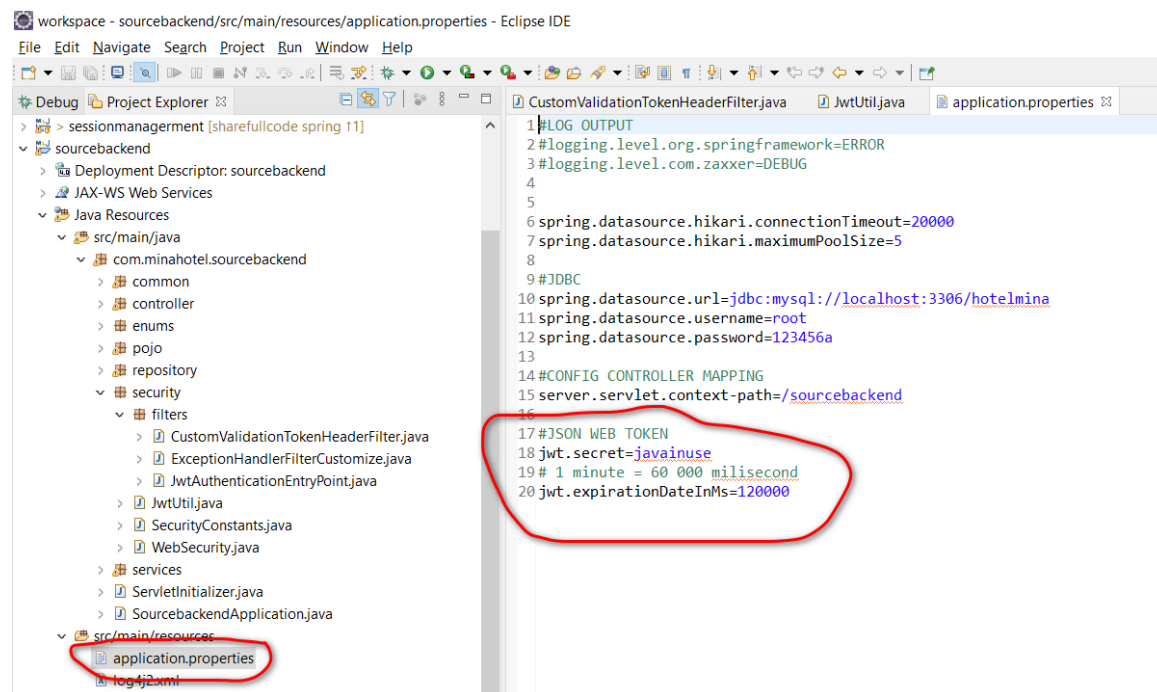 workspace - sourcebackend/src/main/resources/application.properties - Eclipse IDE
File Edit Navigate Search Project Run Window Help
Debug Project Explorer
CustomValidationTokenHeaderFilter.java JwtUtil.java application.properties
> sessionmanagerment [sharefullcode spring ↑1]
sourcebackend
Deployment Descriptor: sourcebackend
JAX-WS Web Services
Java Resources
src/main/java
com.minahotel.sourcebackend
common
controller
enums
pojo
repository
security
filters
CustomValidationTokenHeaderFilter.java
ExceptionHandlerFilterCustomize.java
JwtAuthenticationEntryPoint.java
JwtUtil.java
SecurityConstants.java
WebSecurity.java
services
ServletInitializer.java
SourcebackendApplication.java
src/main/resources
application.properties
log4j2.xml
1 #LOG OUTPUT
2 #logging.level.org.springframework=ERROR
3 #logging.level.com.zaxxer=DEBUG
4
5
6 spring.datasource.hikari.connectionTimeout=20000
7 spring.datasource.hikari.maximumPoolSize=5
8
9 #JDBC
10 spring.datasource.url=jdbc:mysql://localhost:3306/hotelmina
11 spring.datasource.username=root
12 spring.datasource.password=123456a
13
14 #CONFIG CONTROLLER MAPPING
15 server.servlet.context-path=/sourcebackend
16
17 #JSON WEB TOKEN
18 jwt.secret=javainuse
19 # 1 minute = 60 000 milisecond
20 jwt.expirationDateInMs=120000